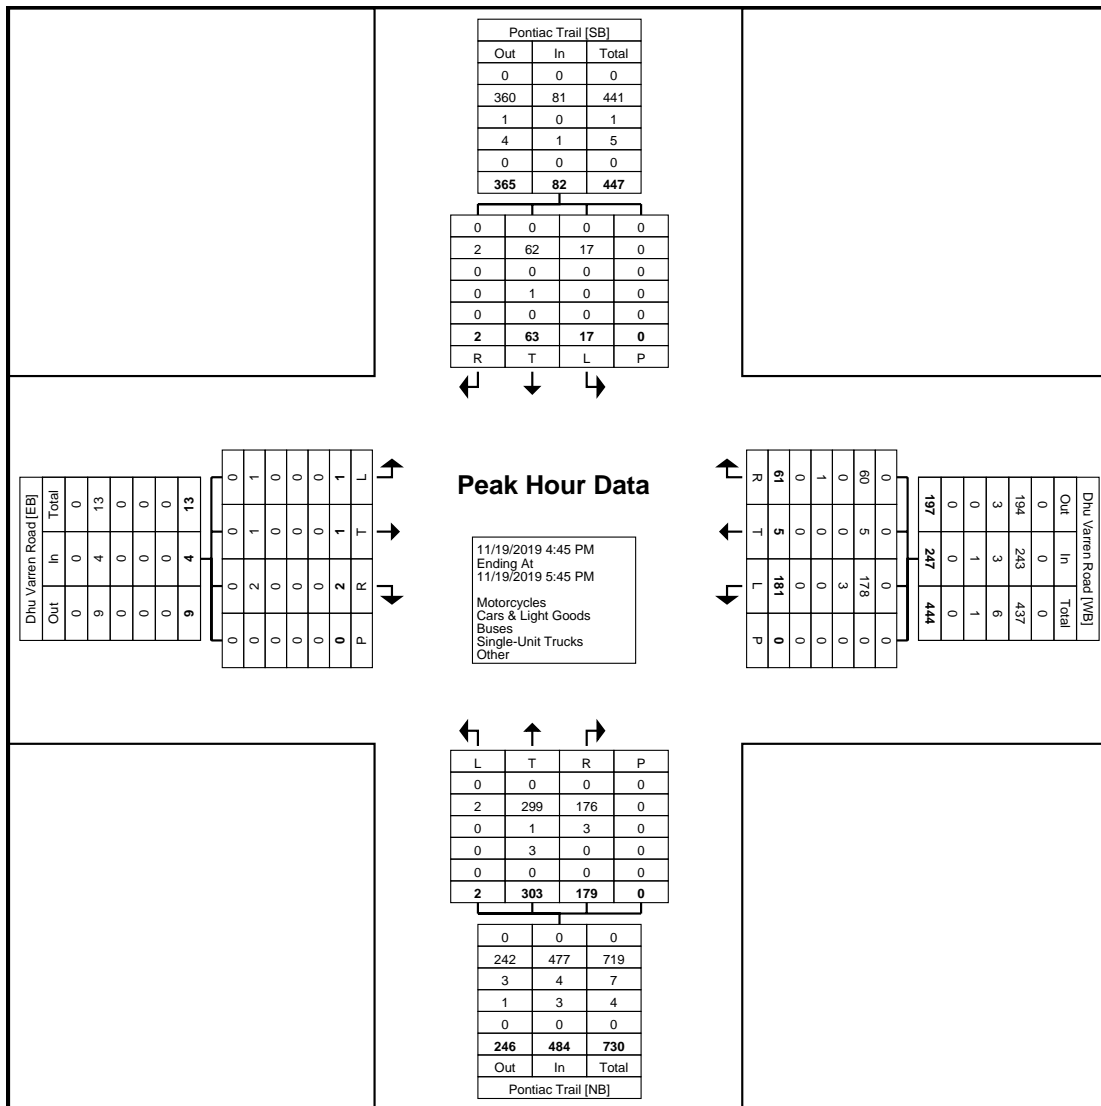 Pontiac Trail [SB]
Out In Total
0 0 0
360 81 441
1 0 1
4 1 5
0 0 0
365 82 447
0 0 0 0
2 62 17 0
0 0 0 0
0 1 0 0
0 0 0 0
2 63 17 0
R T L P
Dhu Varren Road [EB]
Total In Out
0 0 0
13 4 9
0 0 0
0 0 0
0 0 0
13 4 9
0 0 0 0
1 1 2 0
0 0 0 0
0 0 0 0
0 0 0 0
1 1 2 0
L T R P
Peak Hour Data
11/19/2019 4:45 PM
Ending At
11/19/2019 5:45 PM
Motorcycles
Cars & Light Goods
Buses
Single-Unit Trucks
Other
Dhu Varren Road [WB]
Out In Total
0 0 0
194 243 437
3 3 6
0 1 1
0 0 0
197 247 444
0 0 0 0
60 5 178 0
0 0 3 0
1 0 0 0
0 0 0 0
61 5 181 0
R T L P
L T R P
0 0 0 0
2 299 176 0
0 1 3 0
0 3 0 0
0 0 0 0
2 303 179 0
0 0 0
242 477 719
3 4 7
1 3 4
0 0 0
246 484 730
Out In Total
Pontiac Trail [NB]